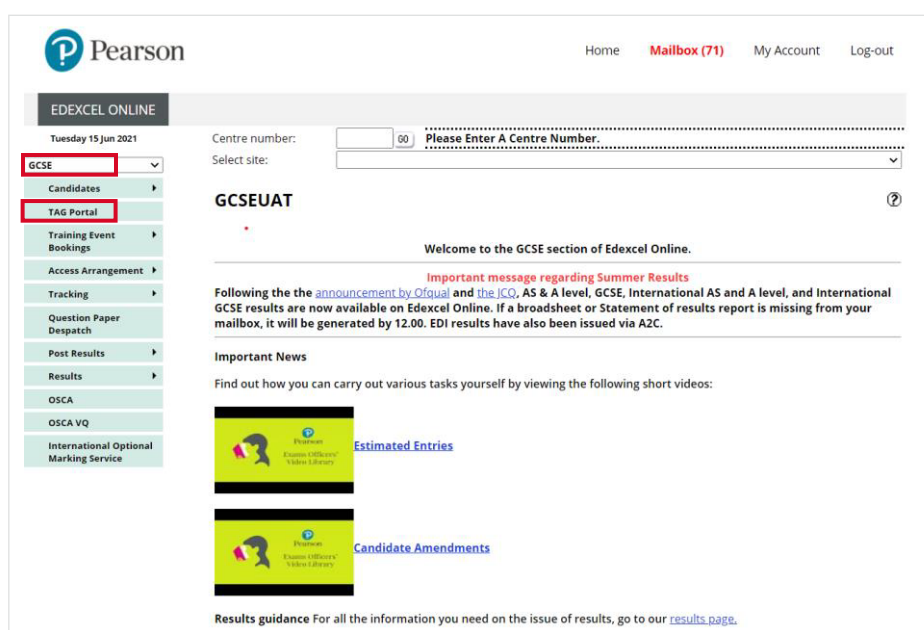 Pearson
Home Mailbox (71) My Account Log-out
EDEXCEL ONLINE
Tuesday 15 Jun 2021
GCSE
Candidates
TAG Portal
Training Event
Bookings
Access Arrangement
Tracking
Question Paper
Despatch
Post Results
Results
OSCA
OSCA VQ
International Optional
Marking Service
Centre number: GO Please Enter A Centre Number.
Select site:
GCSEUAT ?
*
Welcome to the GCSE section of Edexcel Online.
Important message regarding Summer Results
Following the the announcement by Ofqual and the JCQ, AS & A level, GCSE, International AS and A level, and International
GCSE results are now available on Edexcel Online. If a broadsheet or Statement of results report is missing from your
mailbox, it will be generated by 12.00. EDI results have also been issued via A2C.
Important News
Find out how you can carry out various tasks yourself by viewing the following short videos:
Pearson
Exams Officers'
Video Library
Estimated Entries
Pearson
Exams Officers'
Video Library
Candidate Amendments
Results guidance For all the information you need on the issue of results, go to our results page.